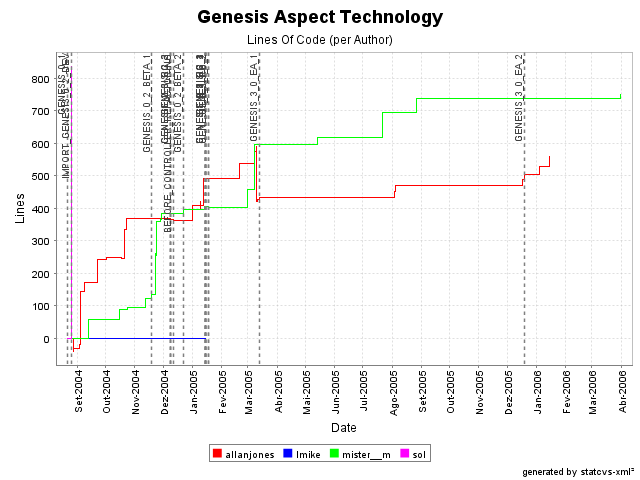 Genesis Aspect Technology
Lines Of Code (per Author)
Lines
800
700
600
500
400
300
200
100
0
GENESIS_0_2_BETA_1
GENESIS_0_2_BETA_2
GENESIS_3_0_EA_1
GENESIS_3_0_EA_2
Set-2004
Out-2004
Nov-2004
Dez-2004
Jan-2005
Fev-2005
Mar-2005
Abr-2005
Mai-2005
Jun-2005
Jul-2005
Ago-2005
Set-2005
Out-2005
Nov-2005
Dez-2005
Jan-2006
Fev-2006
Mar-2006
Abr-2006
Date
allanjones lmike mister__m sol
generated by statcvs-xml²